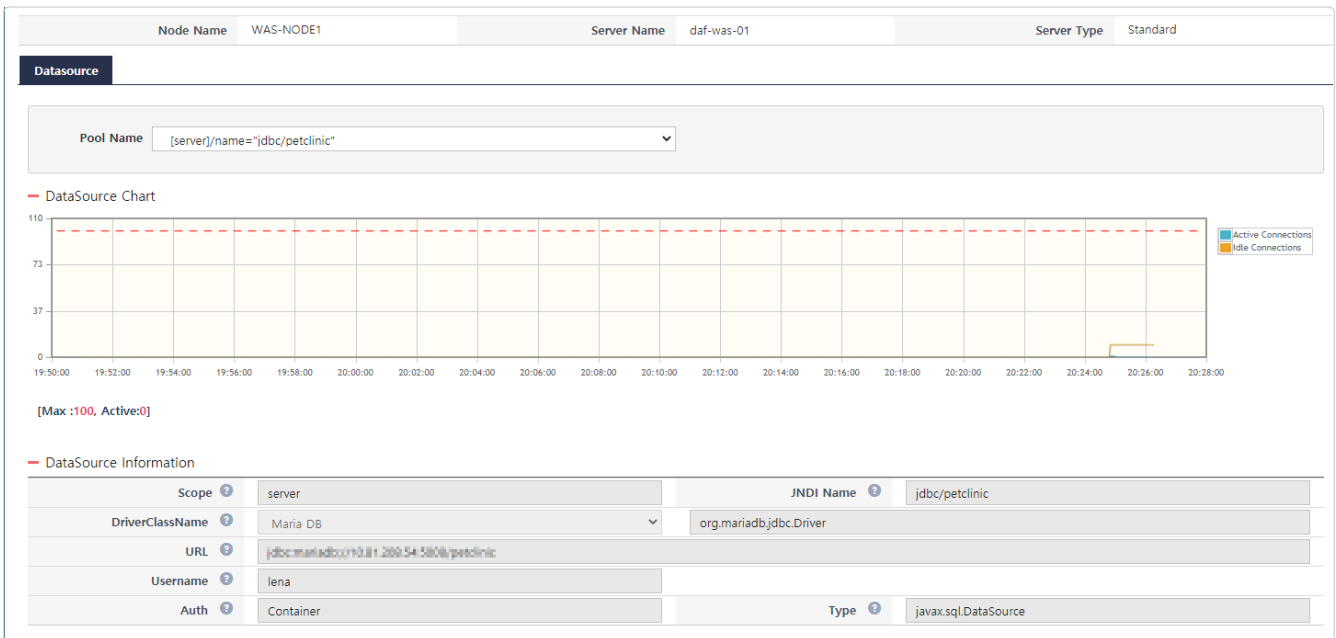 Node Name WAS-NODE1 Server Name daf-was-01 Server Type Standard
Datasource
Pool Name [server]/name="jdbc/petclinic"
DataSource Chart
110
73
37
0
Active Connections
Idle Connections
19:50:00 19:52:00 19:54:00 19:56:00 19:58:00 20:00:00 20:02:00 20:04:00 20:06:00 20:08:00 20:10:00 20:12:00 20:14:00 20:16:00 20:18:00 20:20:00 20:22:00 20:24:00 20:26:00 20:28:00
[Max :100, Active:0]
DataSource Information
Scope ? server JNDI Name ? jdbc/petclinic
DriverClassName ? Maria DB org.mariadb.jdbc.Driver
URL ?
Username ? lena
Auth ? Container Type ? javax.sql.DataSource